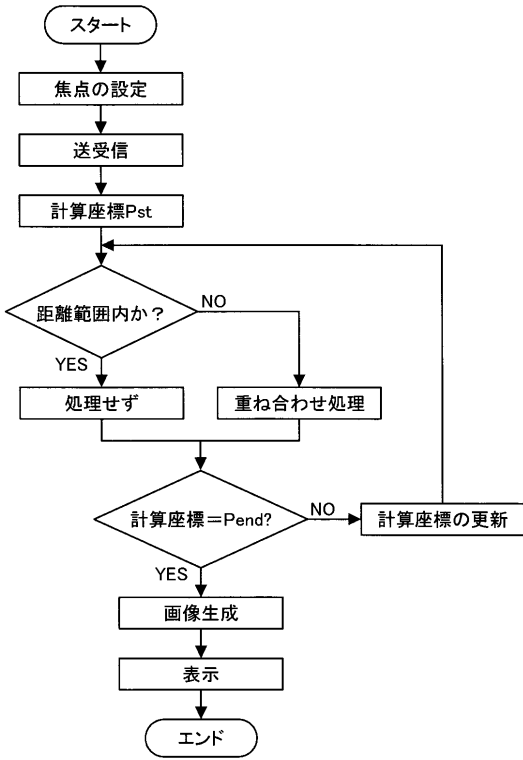 スタート
焦点の設定
送受信
計算座標Pst
距離範囲内か？
NO
YES
処理せず
重ね合わせ処理
計算座標＝Pend?
NO
計算座標の更新
YES
画像生成
表示
エンド